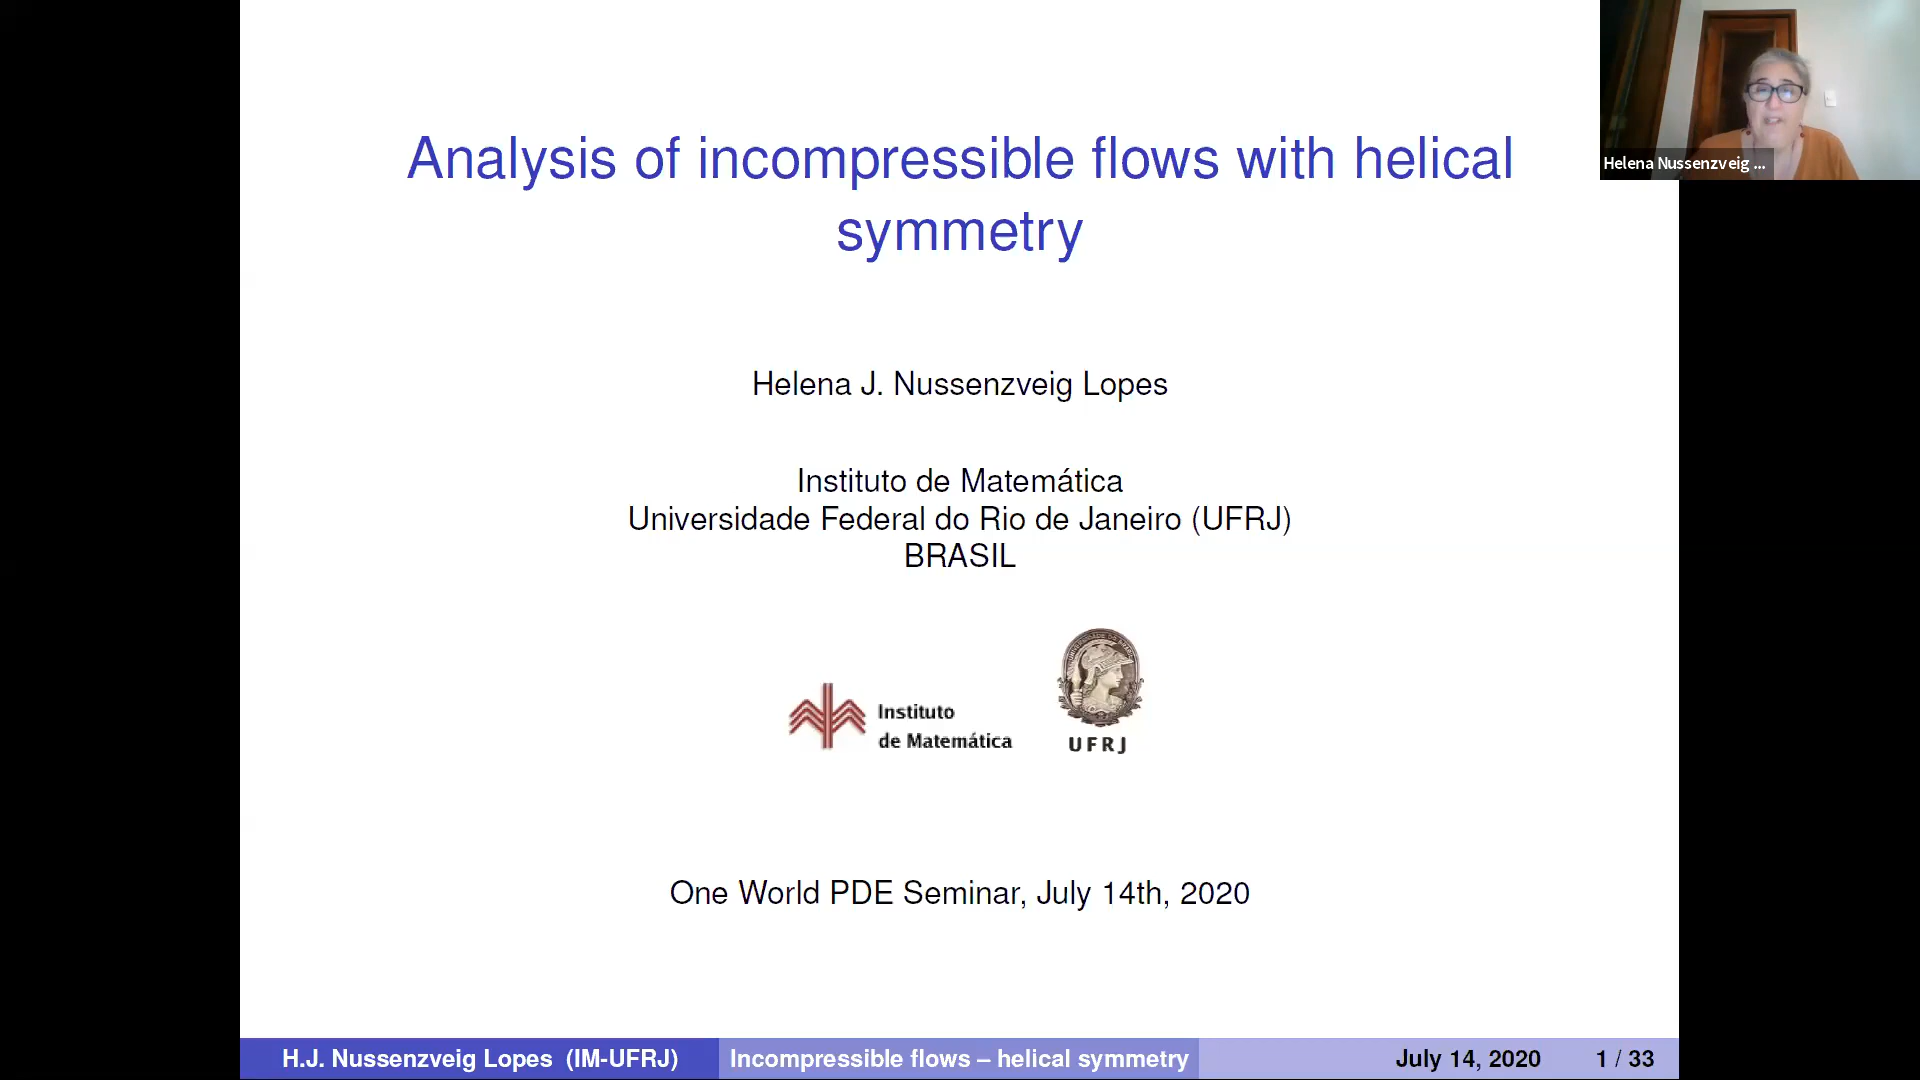 Analysis of incompressible flows with helical
symmetry
Helena Nussenzveig ...
Helena J. Nussenzveig Lopes
Instituto de Matemática
Universidade Federal do Rio de Janeiro (UFRJ)
BRASIL
Instituto
de Matemática
UFRJ
One World PDE Seminar, July 14th, 2020
H.J. Nussenzveig Lopes (IM-UFRJ)
Incompressible flows – helical symmetry
July 14, 2020
1 / 33